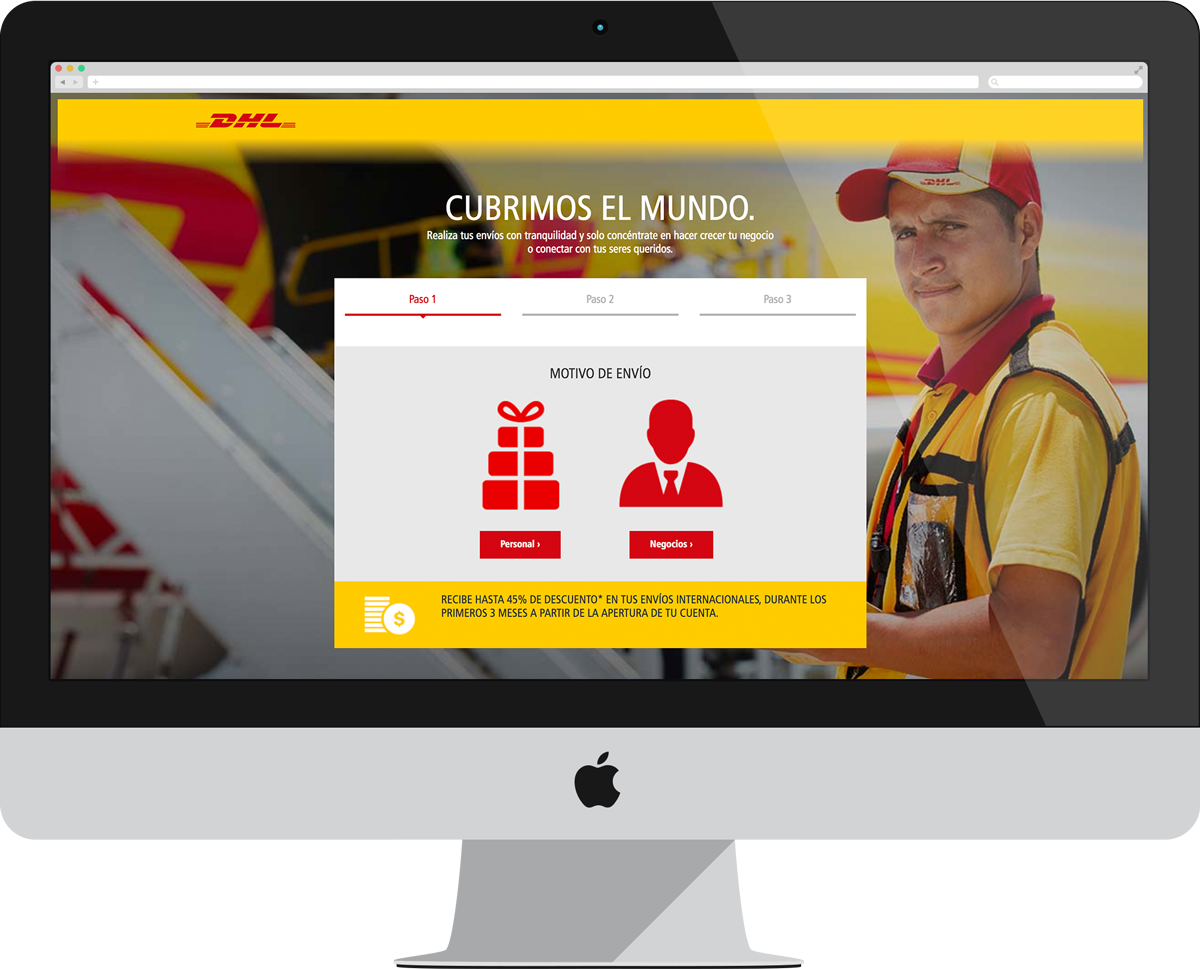 DHL
DHL
CUBRIMOS EL MUNDO.
Realiza tus envíos con tranquilidad y solo concéntrate en hacer crecer tu negocio
o conectar con tus seres queridos.
Paso 1
Paso 2
Paso 3
MOTIVO DE ENVÍO
Personal ›
Negocios ›
$
RECIBE HASTA 45% DE DESCUENTO* EN TUS ENVÍOS INTERNACIONALES, DURANTE LOS
PRIMEROS 3 MESES A PARTIR DE LA APERTURA DE TU CUENTA.